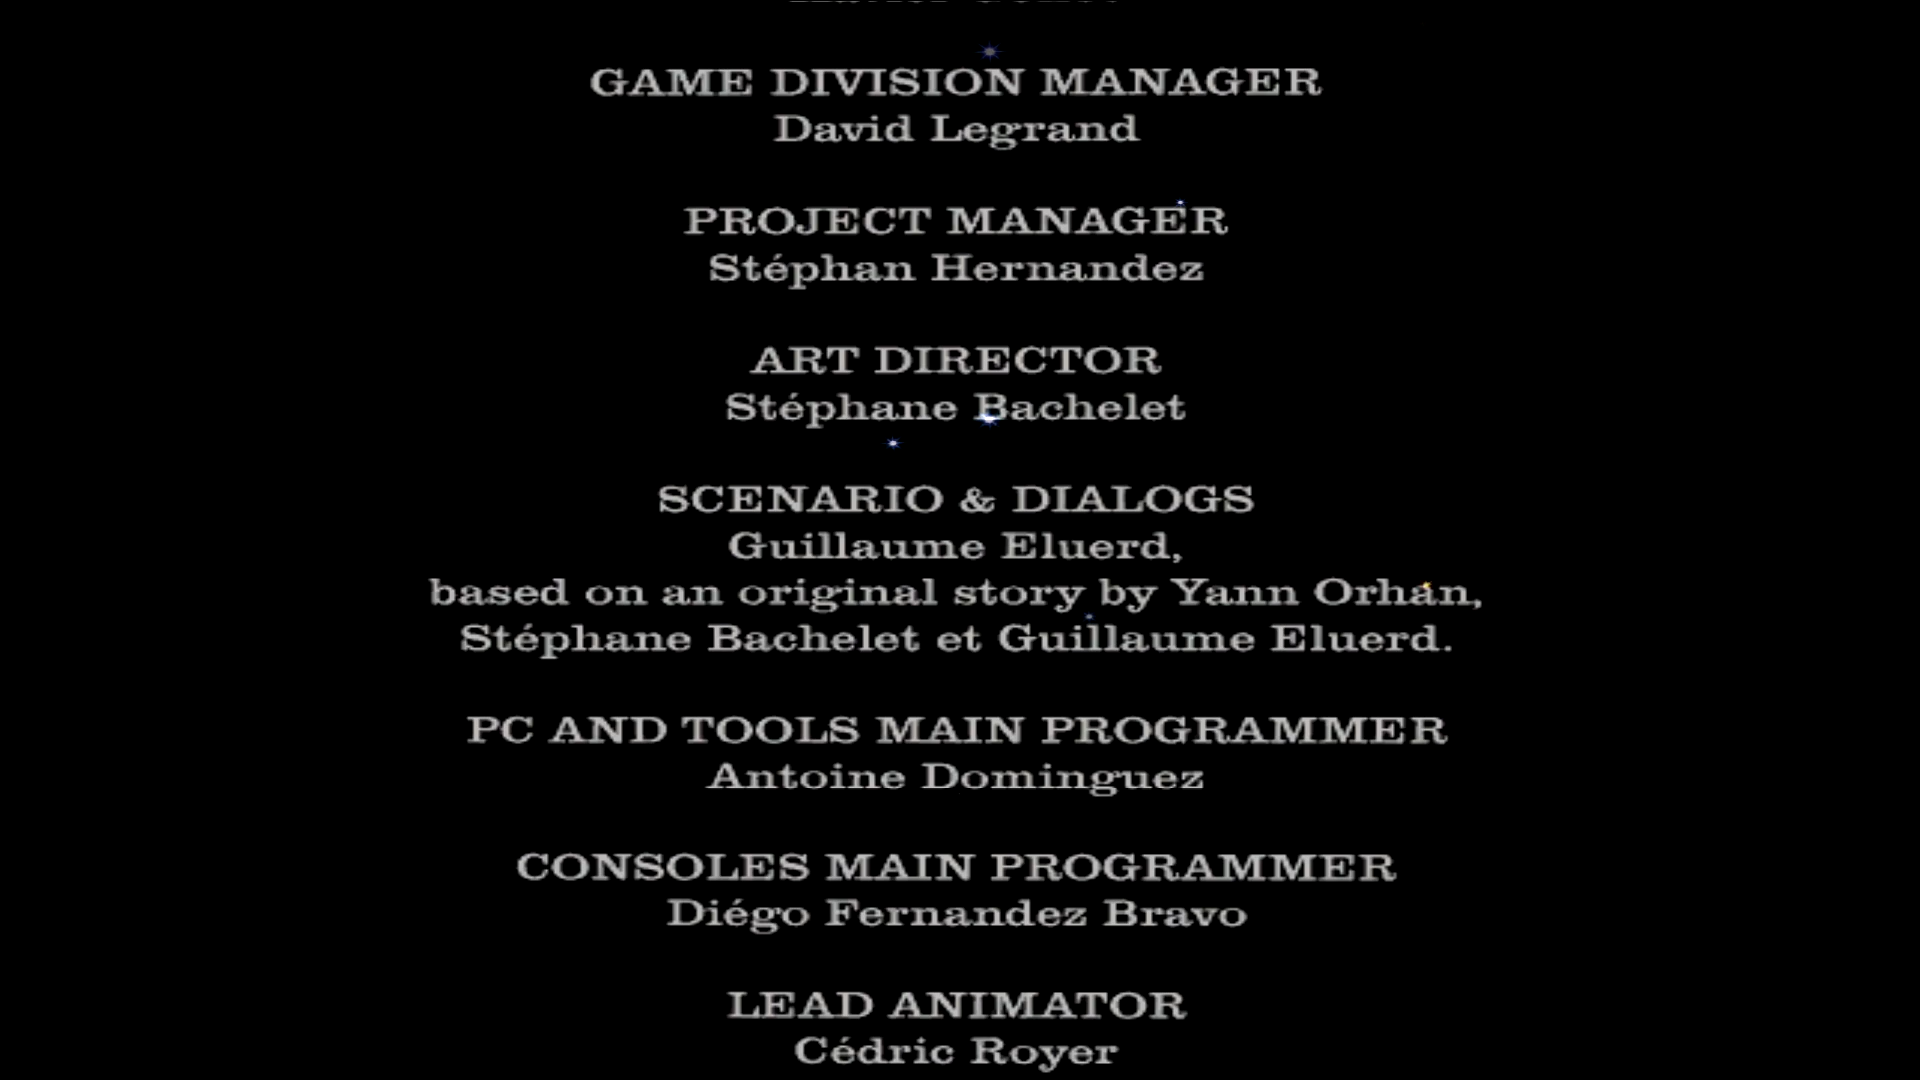 GAME DIVISION MANAGER
David Legrand
PROJECT MANAGER
Stéphan Hernandez
ART DIRECTOR
Stéphane Bachelet
SCENARIO & DIALOGS
Guillaume Eluerd,
based on an original story by Yann Orhan,
Stéphane Bachelet et Guillaume Eluerd.
PC AND TOOLS MAIN PROGRAMMER
Antoine Dominguez
CONSOLES MAIN PROGRAMMER
Diégo Fernandez Bravo
LEAD ANIMATOR
Cédric Royer